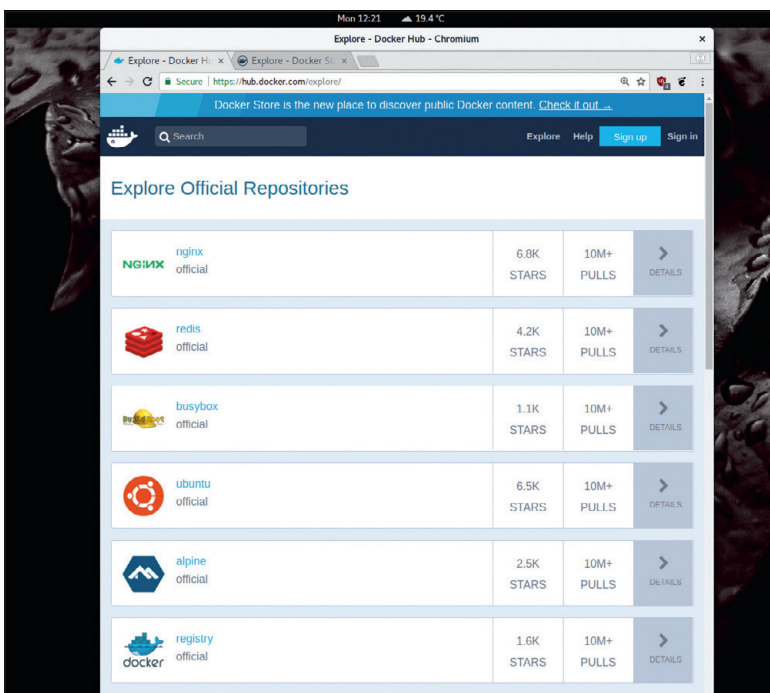 Mon 12:21 19.4 °C
Explore - Docker Hub - Chromium
Explore - Docker Hu × Explore - Docker St ×
Secure | https://hub.docker.com/explore/
Docker Store is the new place to discover public Docker content. Check it out →
Search Explore Help Sign up Sign in
Explore Official Repositories
NGINX
nginx
official
6.8K
STARS
10M+
PULLS
DETAILS
redis
official
4.2K
STARS
10M+
PULLS
DETAILS
busybox
official
1.1K
STARS
10M+
PULLS
DETAILS
ubuntu
official
6.5K
STARS
10M+
PULLS
DETAILS
alpine
official
2.5K
STARS
10M+
PULLS
DETAILS
docker
registry
official
1.6K
STARS
10M+
PULLS
DETAILS